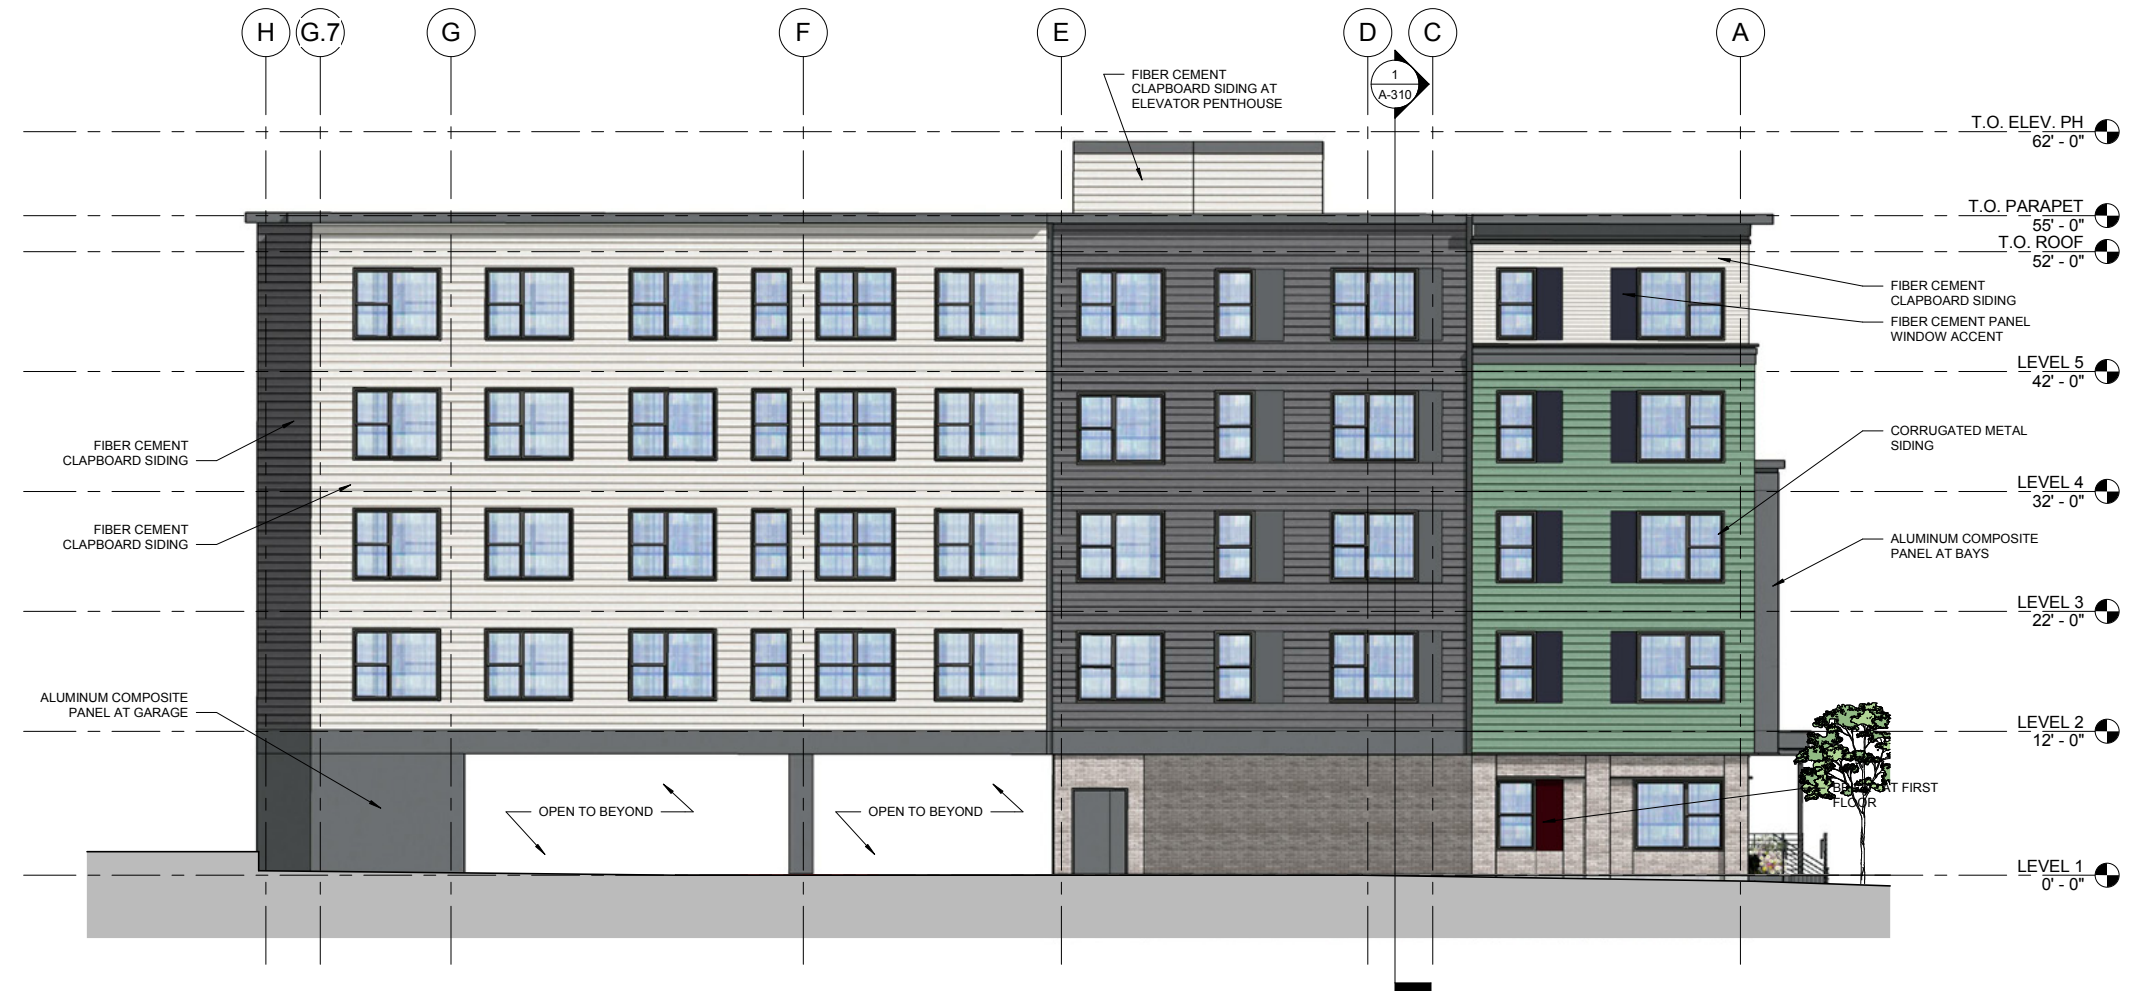 H
G.7
G
F
E
D
C
A
FIBER CEMENT
CLAPBOARD SIDING AT
ELEVATOR PENTHOUSE
1
A-310
T.O. ELEV. PH
62' - 0"
T.O. PARAPET
55' - 0"
T.O. ROOF
52' - 0"
FIBER CEMENT
CLAPBOARD SIDING
FIBER CEMENT PANEL
WINDOW ACCENT
LEVEL 5
42' - 0"
FIBER CEMENT
CLAPBOARD SIDING
CORRUGATED METAL
SIDING
LEVEL 4
32' - 0"
FIBER CEMENT
CLAPBOARD SIDING
ALUMINUM COMPOSITE
PANEL AT BAYS
LEVEL 3
22' - 0"
ALUMINUM COMPOSITE
PANEL AT GARAGE
LEVEL 2
12' - 0"
OPEN TO BEYOND
OPEN TO BEYOND
AT FIRST
FLOOR
LEVEL 1
0' - 0"